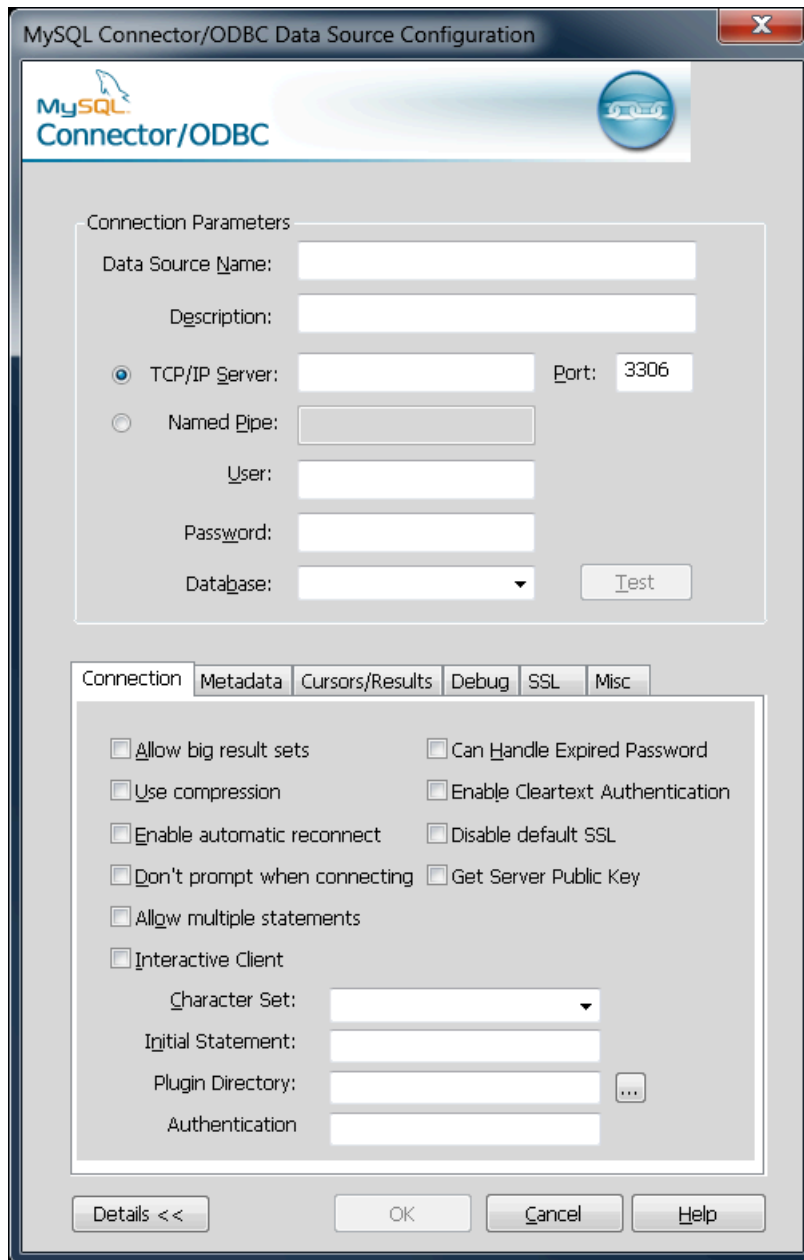 MySQL Connector/ODBC Data Source Configuration
X
MySQL
Connector/ODBC
Connection Parameters
Data Source Name:
Description:
TCP/IP Server:
Port: 3306
Named Pipe:
User:
Password:
Database:
Test
Connection Metadata Cursors/Results Debug SSL Misc
Allow big result sets
Can Handle Expired Password
Use compression
Enable Cleartext Authentication
Enable automatic reconnect
Disable default SSL
Don't prompt when connecting
Get Server Public Key
Allow multiple statements
Interactive Client
Character Set:
Initial Statement:
Plugin Directory:
...
Authentication
Details <<
OK
Cancel
Help